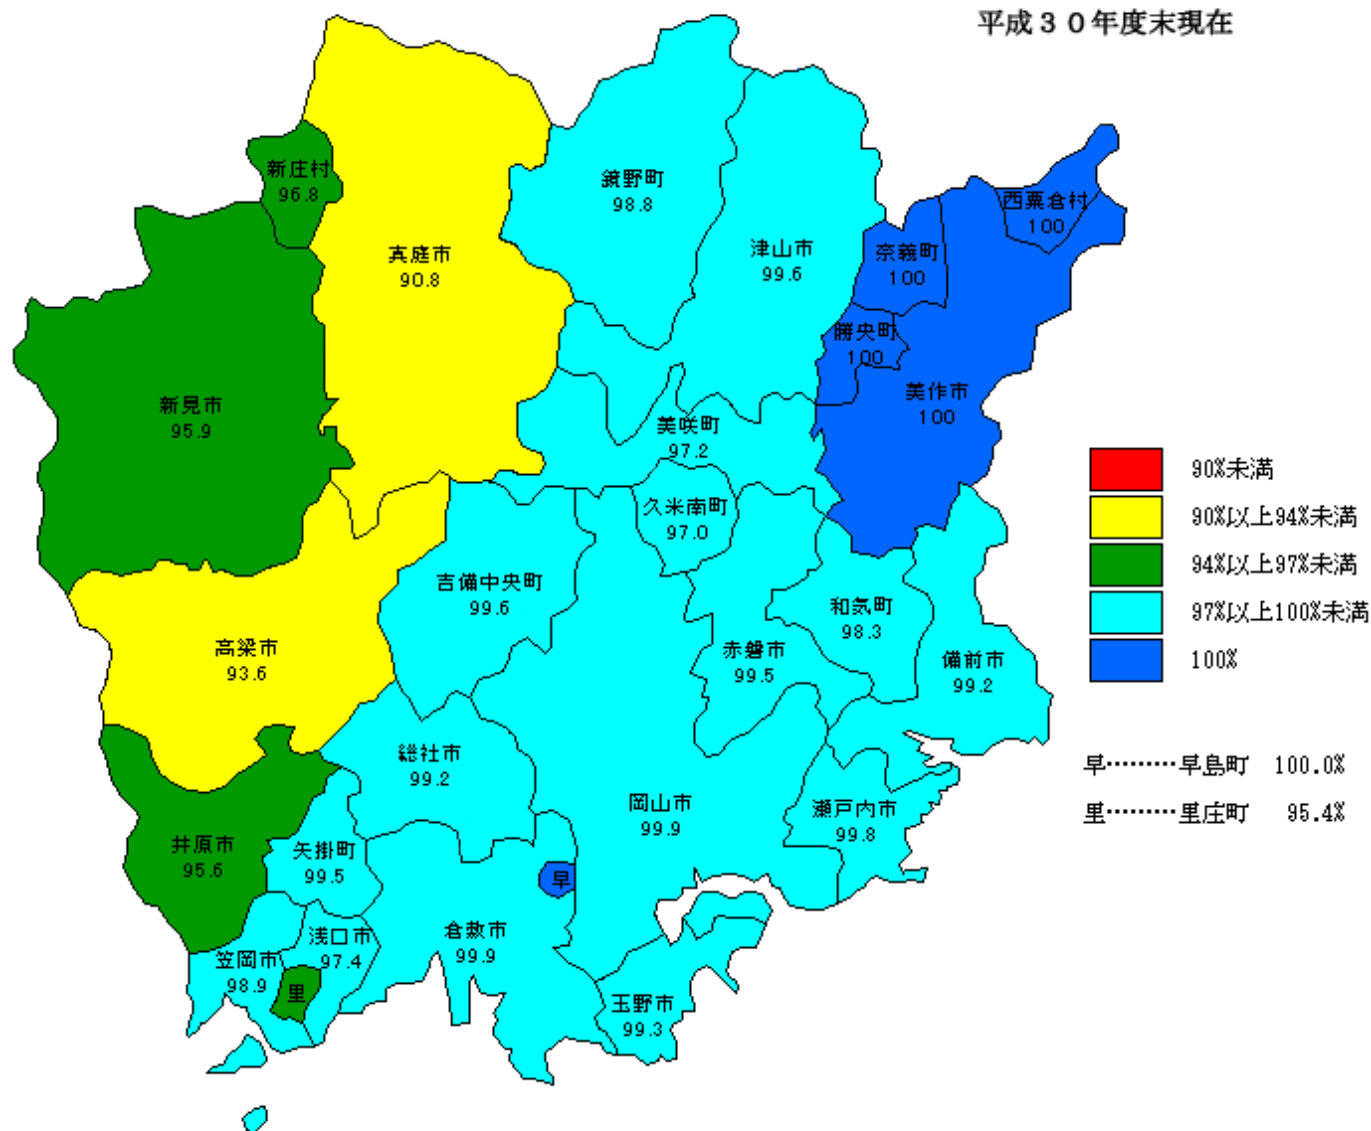 平成３０年度末現在
新庄村
96.8
鏡野町
98.8
西粟倉村
100
真庭市
90.8
津山市
99.6
奈義町
100
勝央町
100
新見市
95.9
美作市
100
美咲町
97.2
久米南町
97.0
吉備中央町
99.6
和気町
98.3
高梁市
93.6
赤磐市
99.5
備前市
99.2
総社市
99.2
岡山市
99.9
瀬戸内市
99.8
井原市
95.6
矢掛町
99.5
早
笠岡市
98.9
浅口市
97.4
倉敷市
99.9
里
玉野市
99.3
90%未満
90%以上94%未満
94%以上97%未満
97%以上100%未満
100%
早………早島町 100.0%
里………里庄町 95.4%